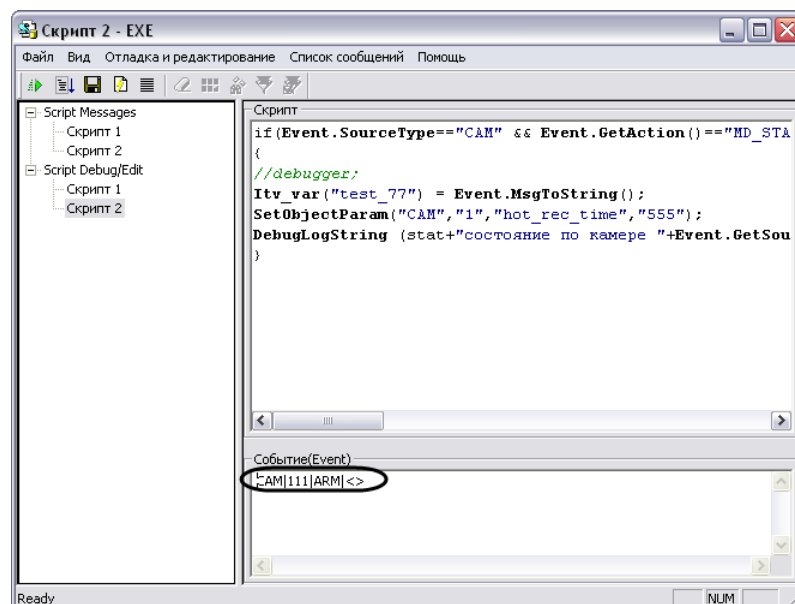 Скрипт 2 - EXE
Файл Вид Отладка и редактирование Список сообщений Помощь
Script Messages
Скрипт 1
Скрипт 2
Script Debug/Edit
Скрипт 1
Скрипт 2
Скрипт
if(Event.SourceType=="CAM" && Event.GetAction()=="MD_STA
{
//debugger;
Itv_var("test_77") = Event.MsgToString();
SetObjectParam("CAM","1","hot_rec_time","555");
DebugLogString (stat+"состояние по камере "+Event.GetSou
}
Событие(Event)
CAM|111|ARM|<>
Ready
NUM